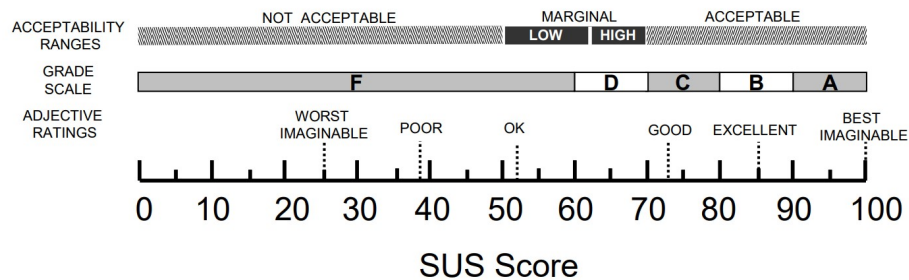 NOT ACCEPTABLE MARGINAL ACCEPTABLE
ACCEPTABILITY
RANGES
LOW HIGH
GRADE
SCALE
F D C B A
ADJECTIVE
RATINGS
WORST
IMAGINABLE
POOR OK GOOD EXCELLENT
BEST
IMAGINABLE
0 10 20 30 40 50 60 70 80 90 100
SUS Score